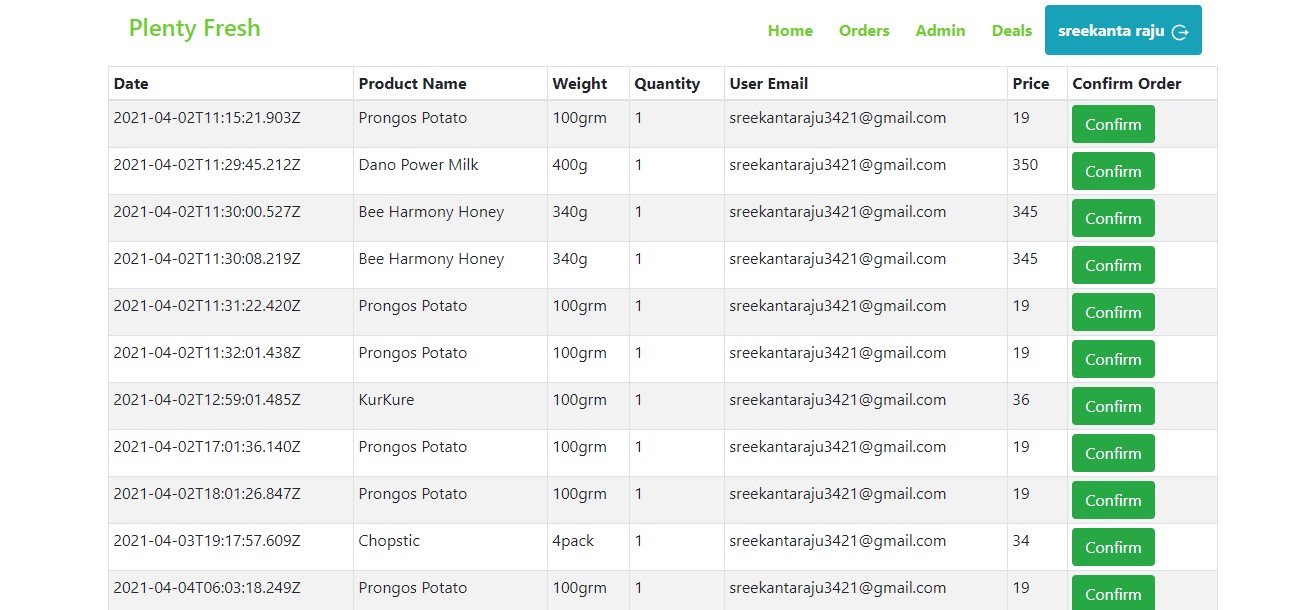 Plenty Fresh Home Orders Admin Deals sreekanta raju
Date Product Name Weight Quantity User Email Price Confirm Order
2021-04-02T11:15:21.903Z Prongos Potato 100grm 1 sreekantaraju3421@gmail.com 19 Confirm
2021-04-02T11:29:45.212Z Dano Power Milk 400g 1 sreekantaraju3421@gmail.com 350 Confirm
2021-04-02T11:30:00.527Z Bee Harmony Honey 340g 1 sreekantaraju3421@gmail.com 345 Confirm
2021-04-02T11:30:08.219Z Bee Harmony Honey 340g 1 sreekantaraju3421@gmail.com 345 Confirm
2021-04-02T11:31:22.420Z Prongos Potato 100grm 1 sreekantaraju3421@gmail.com 19 Confirm
2021-04-02T11:32:01.438Z Prongos Potato 100grm 1 sreekantaraju3421@gmail.com 19 Confirm
2021-04-02T12:59:01.485Z KurKure 100grm 1 sreekantaraju3421@gmail.com 36 Confirm
2021-04-02T17:01:36.140Z Prongos Potato 100grm 1 sreekantaraju3421@gmail.com 19 Confirm
2021-04-02T18:01:26.847Z Prongos Potato 100grm 1 sreekantaraju3421@gmail.com 19 Confirm
2021-04-03T19:17:57.609Z Chopstic 4pack 1 sreekantaraju3421@gmail.com 34 Confirm
2021-04-04T06:03:18.249Z Prongos Potato 100grm 1 sreekantaraju3421@gmail.com 19 Confirm